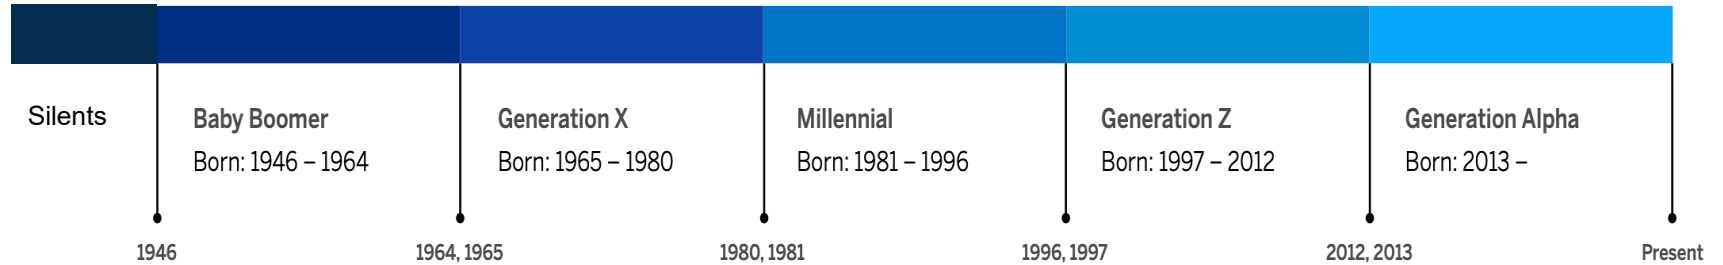 Silents
Baby Boomer
Born: 1946 – 1964
Generation X
Born: 1965 – 1980
Millennial
Born: 1981 – 1996
Generation Z
Born: 1997 – 2012
Generation Alpha
Born: 2013 –
1946
1964, 1965
1980, 1981
1996, 1997
2012, 2013
Present